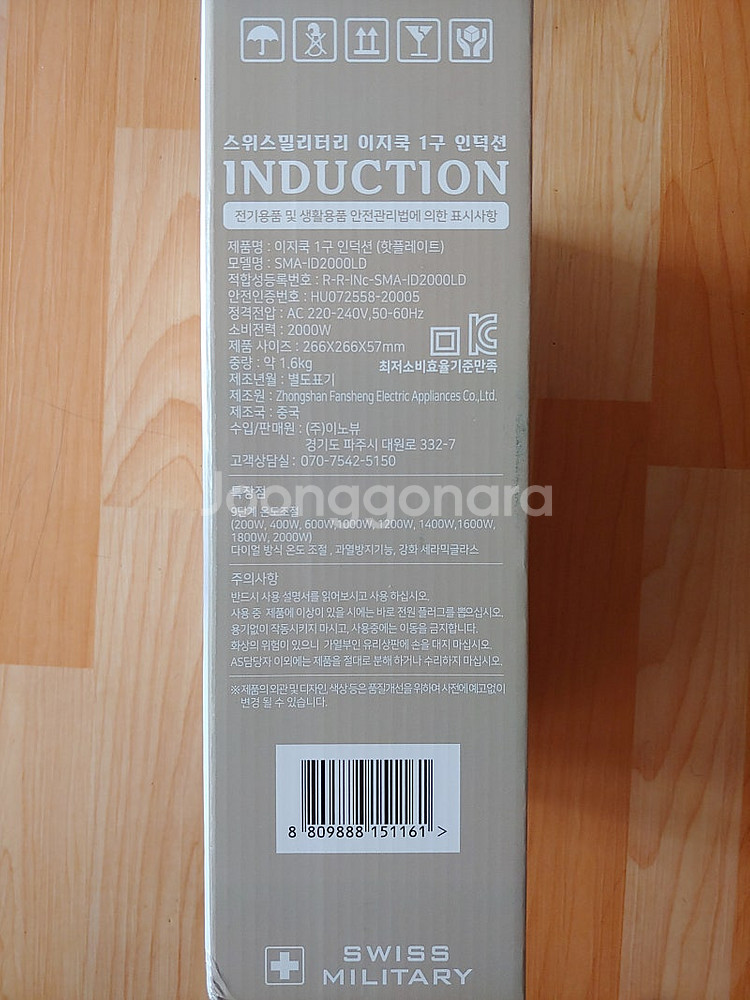 스위스밀리터리 이지쿡 1구 인덕션
INDUCTION
전기용품 및 생활용품 안전관리법에 의한 표시사항
제품명 : 이지쿡 1구 인덕션 (핫플레이트)
모델명 : SMA-ID2000LD
적합성등록번호 : R-R-INc-SMA-ID2000LD
안전인증번호 : HU072558-20005
정격전압 : AC 220-240V,50-60Hz
소비전력 : 2000W
제품 사이즈 : 266X266X57mm
중량 : 약 1.6kg
최저소비효율기준만족
제조년월 : 별도표기
제조원 : Zhongshan Fansheng Electric Appliances Co.,Ltd.
제조국 : 중국
수입/판매원 : (주)이노뷰
경기도 파주시 대원로 332-7
고객상담실 : 070-7542-5150
Joonggonara
특장점
9단계 온도조절
(200W, 400W, 600W,1000W,1200W, 1400W,1600W,
1800W, 2000W)
다이얼 방식 온도 조절 , 과열방지기능, 강화 세라믹글라스
주의사항
반드시 사용 설명서를 읽어보시고 사용 하십시오.
사용 중 제품에 이상이 있을 시에는 바로 전원 플러그를 뽑으십시오.
용기없이 작동시키지 마시고, 사용중에는 이동을 금지합니다.
화상의 위험이 있으니 가열부인 유리상판에 손을 대지 마십시오.
AS담당자 이외에는 제품을 절대로 분해 하거나 수리하지 마십시오.
※ 제품의 외관 및 디자인, 색상 등은 품질개선을 위하여 사전에 예고없이
변경 될 수 있습니다.
8 809888 151161 >
SWISS
MILITARY